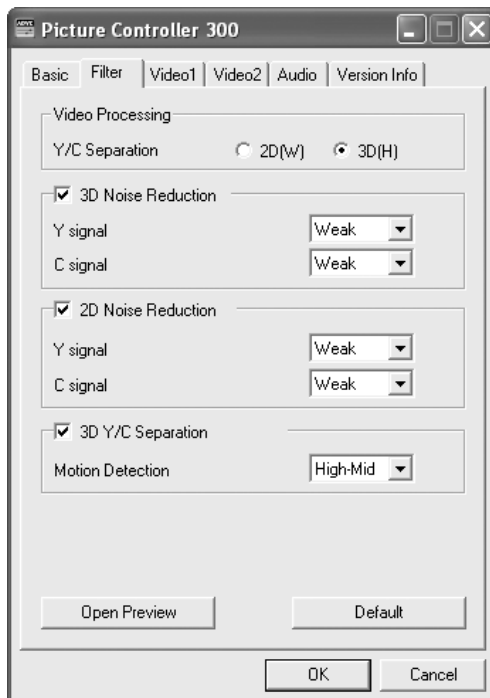 Picture Controller 300
Basic Filter Video1 Video2 Audio Version Info
Video Processing
Y/C Separation 2D(W) 3D(H)
3D Noise Reduction
Y signal Weak
C signal Weak
2D Noise Reduction
Y signal Weak
C signal Weak
3D Y/C Separation
Motion Detection High-Mid
Open Preview Default
OK Cancel